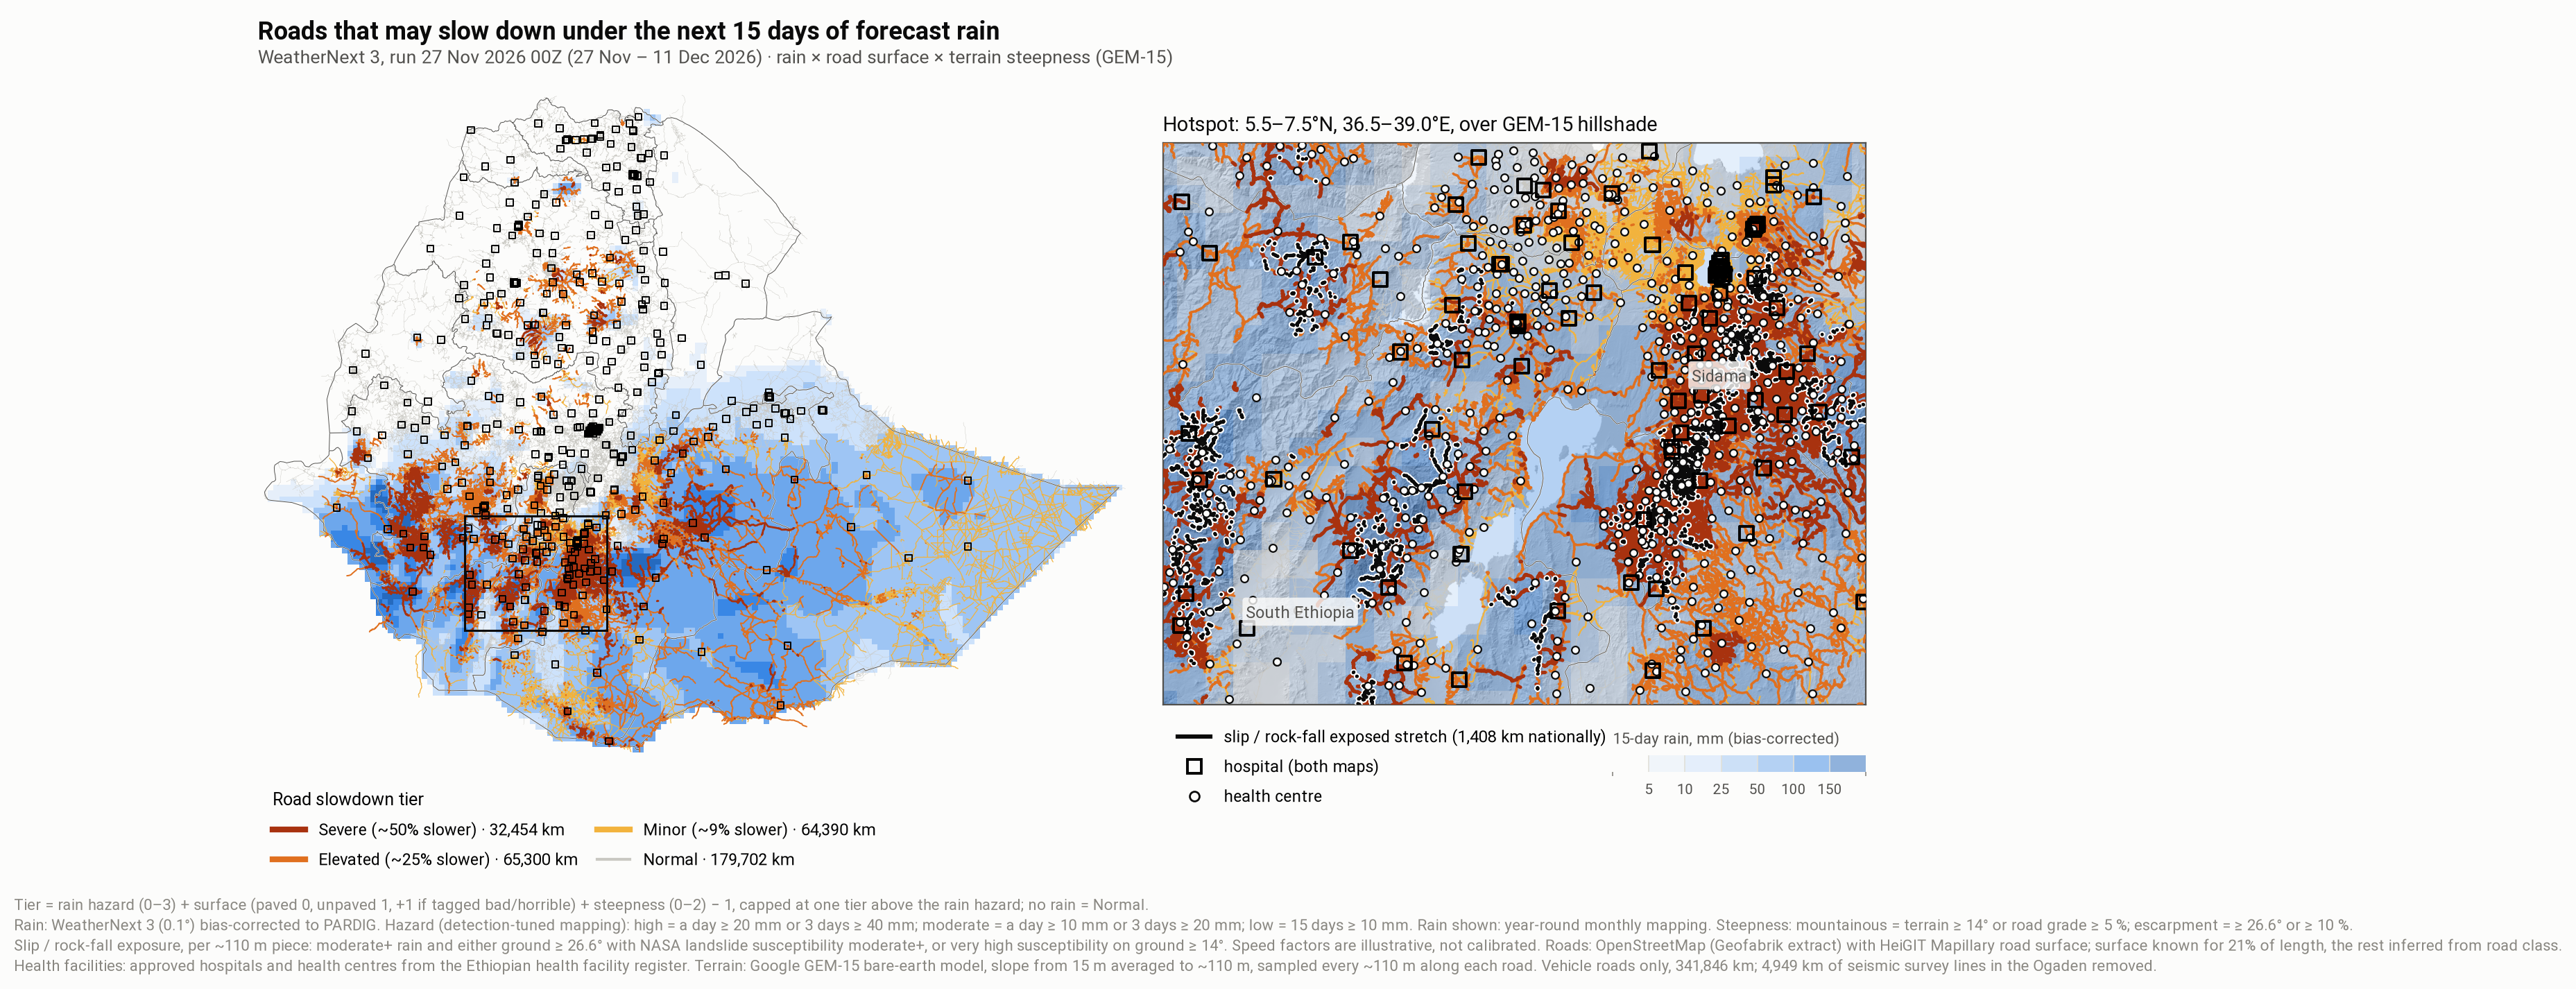 Roads that may slow down under the next 15 days of forecast rain
WeatherNext 3, run 27 Nov 2026 00Z (27 Nov – 11 Dec 2026) · rain × road surface × terrain steepness (GEM-15)
Hotspot: 5.5–7.5°N, 36.5–39.0°E, over GEM-15 hillshade
Sidama
South Ethiopia
slip / rock-fall exposed stretch (1,408 km nationally)
hospital (both maps)
health centre
15-day rain, mm (bias-corrected)
5 10 25 50 100 150
Road slowdown tier
Severe (~50% slower) · 32,454 km
Minor (~9% slower) · 64,390 km
Elevated (~25% slower) · 65,300 km
Normal · 179,702 km
Tier = rain hazard (0–3) + surface (paved 0, unpaved 1, +1 if tagged bad/horrible) + steepness (0–2) − 1, capped at one tier above the rain hazard; no rain = Normal.
Rain: WeatherNext 3 (0.1°) bias-corrected to PARDIG. Hazard (detection-tuned mapping): high = a day ≥ 20 mm or 3 days ≥ 40 mm; moderate = a day ≥ 10 mm or 3 days ≥ 20 mm; low = 15 days ≥ 10 mm. Rain shown: year-round monthly mapping. Steepness: mountainous = terrain ≥ 14° or road grade ≥ 5 %; escarpment = ≥ 26.6° or ≥ 10 %.
Slip / rock-fall exposure, per ~110 m piece: moderate+ rain and either ground ≥ 26.6° with NASA landslide susceptibility moderate+, or very high susceptibility on ground ≥ 14°. Speed factors are illustrative, not calibrated. Roads: OpenStreetMap (Geofabrik extract) with HeiGIT Mapillary road surface; surface known for 21% of length, the rest inferred from road class.
Health facilities: approved hospitals and health centres from the Ethiopian health facility register. Terrain: Google GEM-15 bare-earth model, slope from 15 m averaged to ~110 m, sampled every ~110 m along each road. Vehicle roads only, 341,846 km; 4,949 km of seismic survey lines in the Ogaden removed.